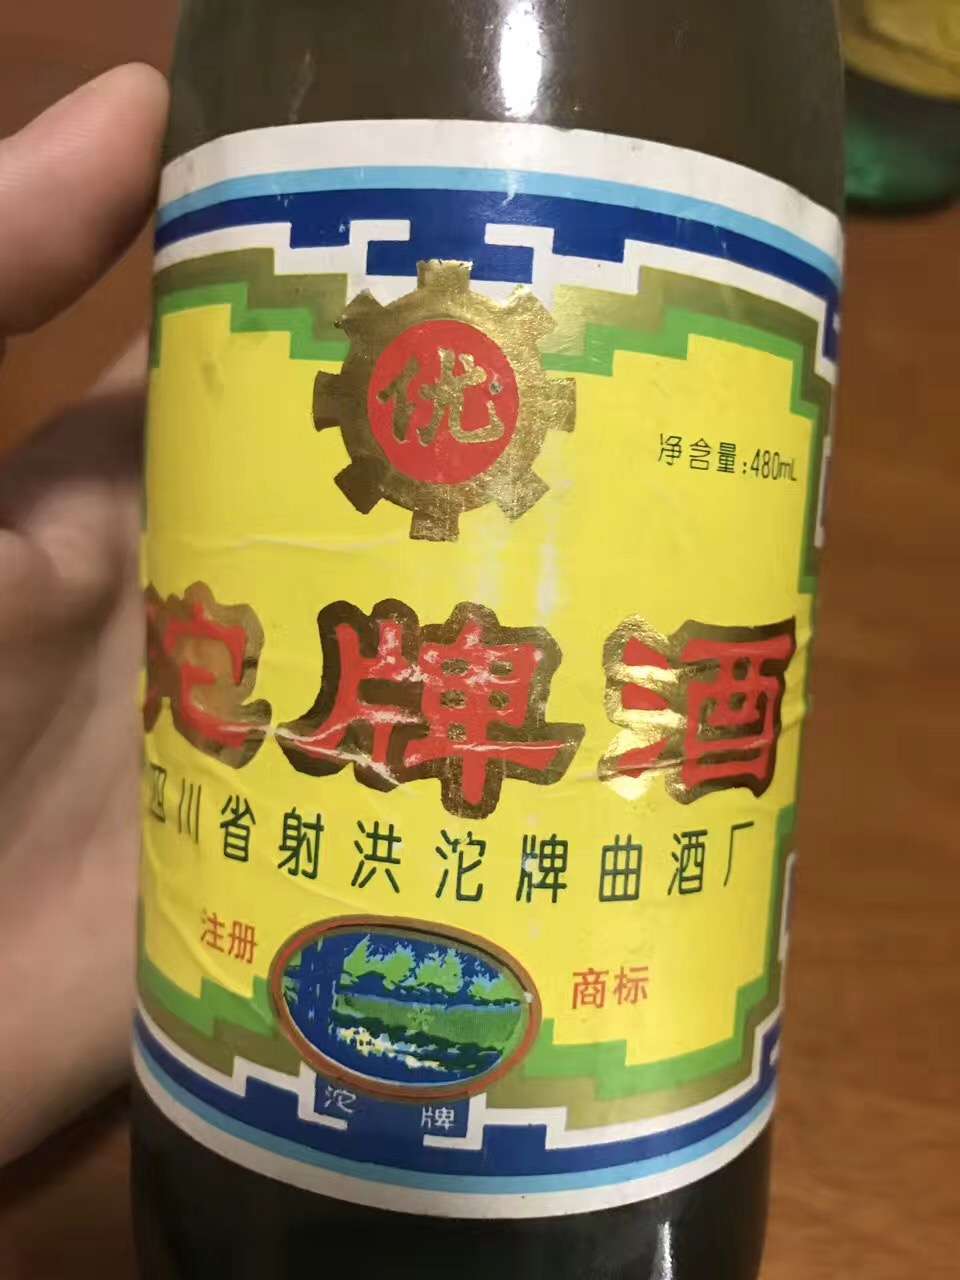 优
净含量:480mL
沱牌酒
四川省射洪沱牌曲酒厂
注册 商标
沱 牌